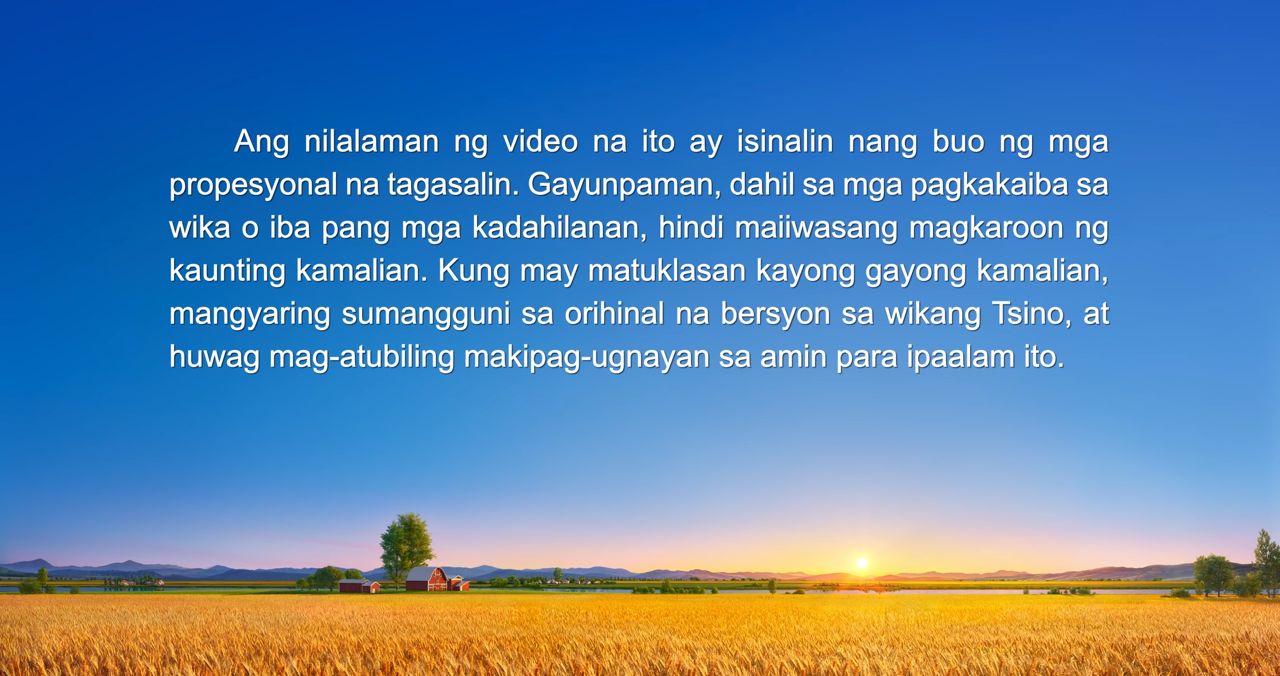 Ang nilalaman ng video na ito ay isinalin nang buo ng mga
propesyonal na tagasalin. Gayunpaman, dahil sa mga pagkakaiba sa
wika o iba pang mga kadahilanan, hindi maiiwasang magkaroon ng
kaunting kamalian. Kung may matuklasan kayong gayong kamalian,
mangyaring sumangguni sa orihinal na bersyon sa wikang Tsino, at
huwag mag-atubiling makipag-ugnayan sa amin para ipaalam ito.